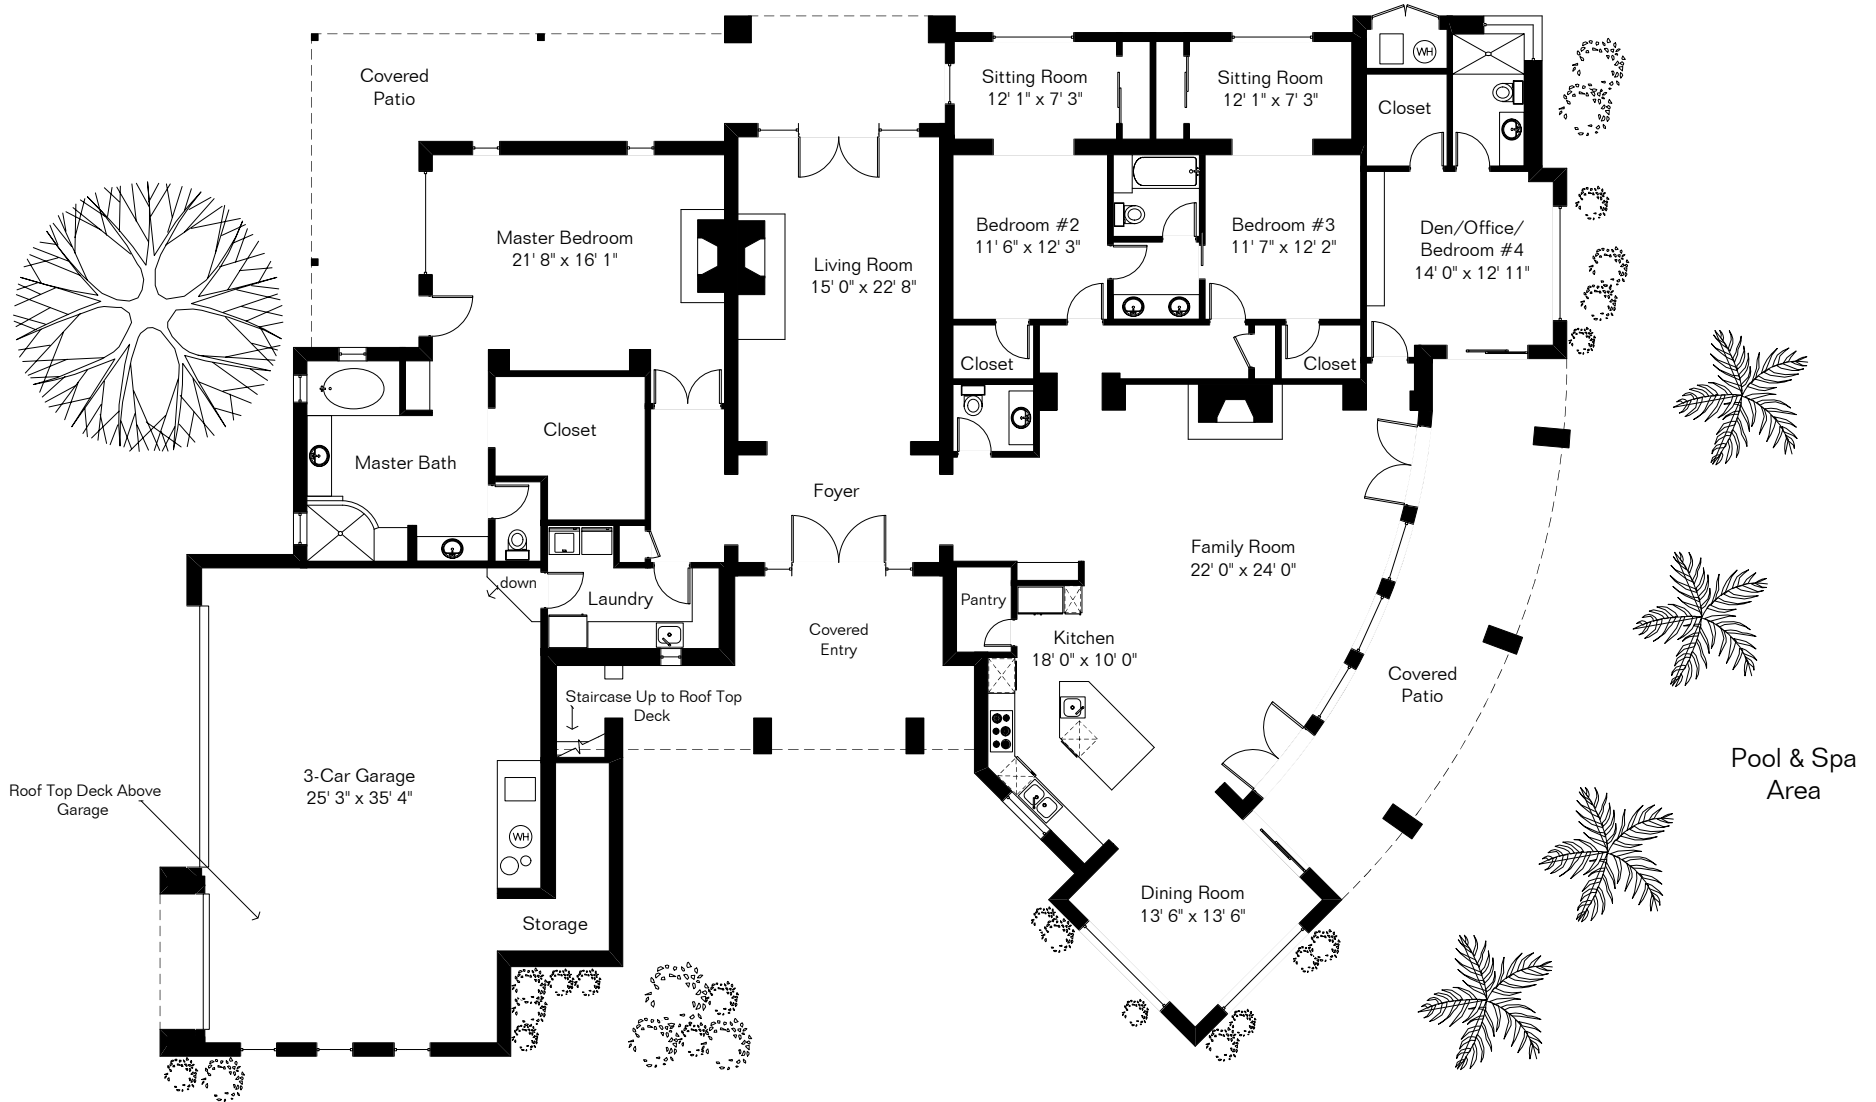 Covered
Patio
Sitting Room
12' 1" x 7' 3"
Sitting Room
12' 1" x 7' 3"
WH
Closet
Master Bedroom
21' 8" x 16' 1"
Living Room
15' 0" x 22' 8"
Bedroom #2
11' 6" x 12' 3"
Bedroom #3
11' 7" x 12' 2"
Den/Office/
Bedroom #4
14' 0" x 12' 11"
Closet
Closet
Closet
Master Bath
Foyer
Family Room
22' 0" x 24' 0"
down
Laundry
Pantry
Covered
Entry
Kitchen
18' 0" x 10' 0"
Staircase Up to Roof Top
Deck
Covered
Patio
3-Car Garage
25' 3" x 35' 4"
Roof Top Deck Above
Garage
Pool & Spa
Area
WH
Storage
Dining Room
13' 6" x 13' 6"